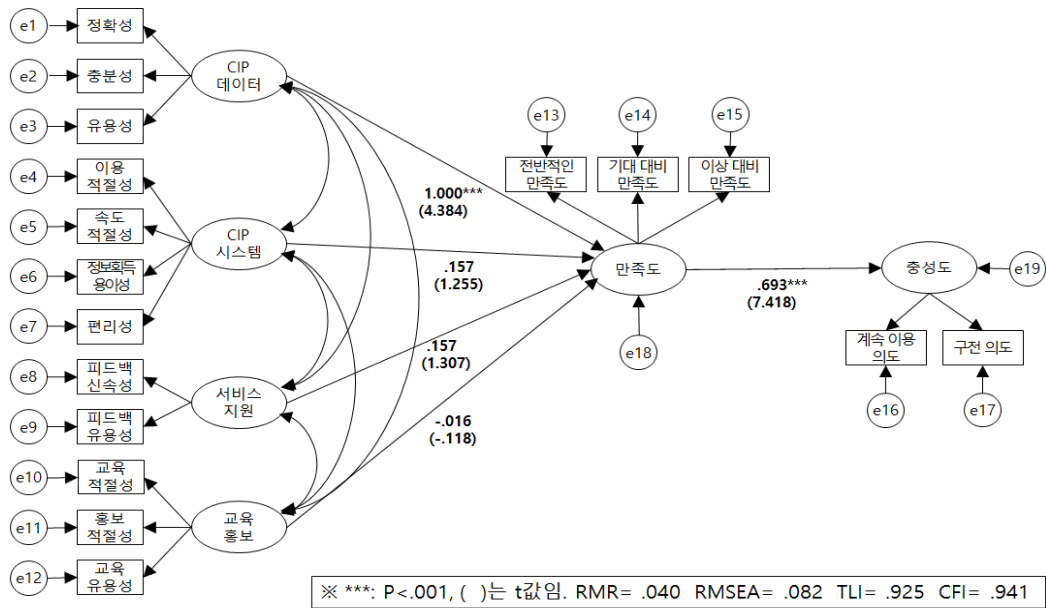 e1
정확성
e2
충분성
e3
유용성
CIP
데이터
e4
이용
적절성
e5
속도
적절성
e6
정보획득
용이성
e7
편리성
CIP
시스템
e8
피드백
신속성
e9
피드백
유용성
서비스
지원
e10
교육
적절성
e11
홍보
적절성
e12
교육
유용성
교육
홍보
1.000***
(4.384)
.157
(1.255)
.157
(1.307)
-.016
(-.118)
e13
e14
e15
전반적인
만족도
기대 대비
만족도
이상 대비
만족도
만족도
e18
.693***
(7.418)
충성도
e19
계속 이용
의도
구전 의도
e16
e17
※ ***: P<.001, ( )는 t값임. RMR= .040 RMSEA= .082 TLI= .925 CFI= .941